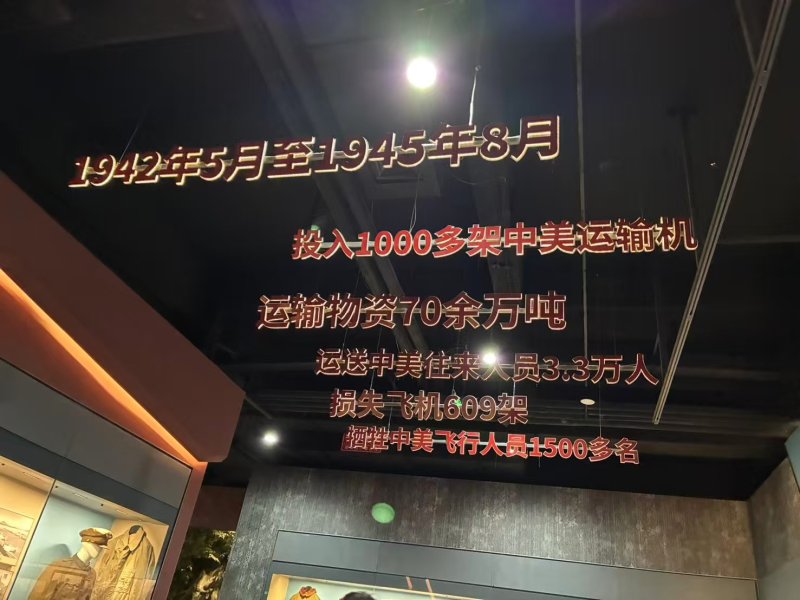 1942年5月至1945年8月
投入1000多架中美运输机
运输物资70余万吨
运送中美往来人员3.3万人
损失飞机609架
牺牲中美飞行人员1500多名